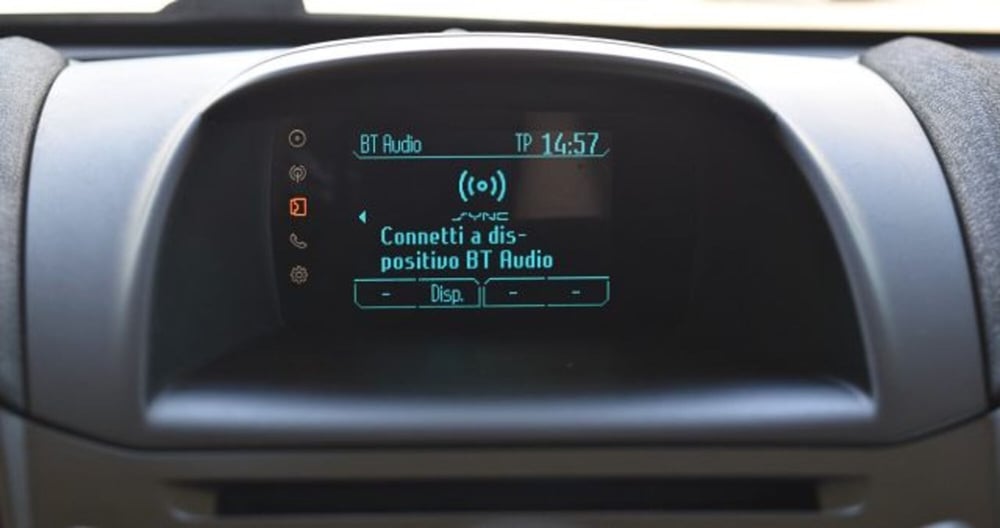 BT Audio TP 14:57
SYNC
Connetti a dis-
positivo BT Audio
- Disp. - -